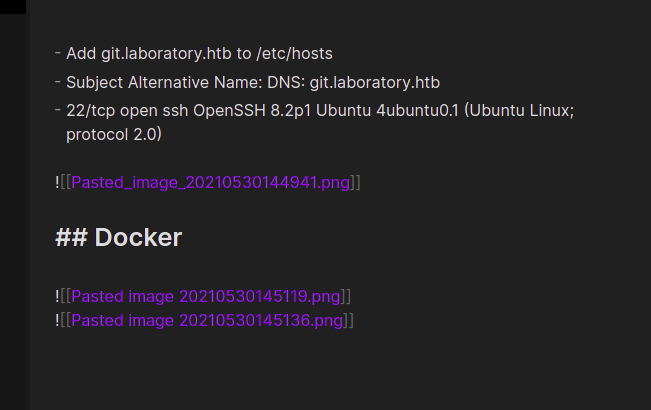 - Add git.laboratory.htb to /etc/hosts
- Subject Alternative Name: DNS: git.laboratory.htb
- 22/tcp open ssh OpenSSH 8.2p1 Ubuntu 4ubuntu0.1 (Ubuntu Linux;
protocol 2.0)
![[Pasted_image_20210530144941.png]]
## Docker
![[Pasted image 20210530145119.png]]
![[Pasted image 20210530145136.png]]